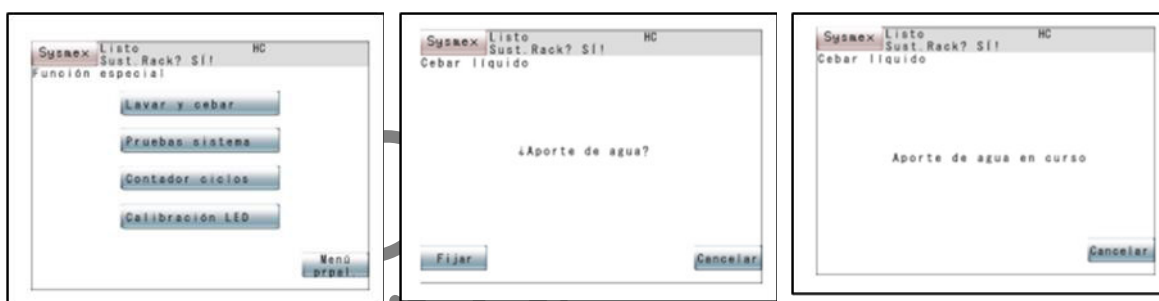 Sysmex Listo HC
Sust.Rack? SÍ!
Función especial
Lavar y cebar
Pruebas sistema
Contador ciclos
Calibración LED
Menú
prpal.
Sysmex Listo HC
Sust.Rack? SÍ!
Cebar líquido
¿Aporte de agua?
Fijar Cancelar
Sysmex Listo HC
Sust.Rack? SÍ!
Cebar líquido
Aporte de agua en curso
Cancelar